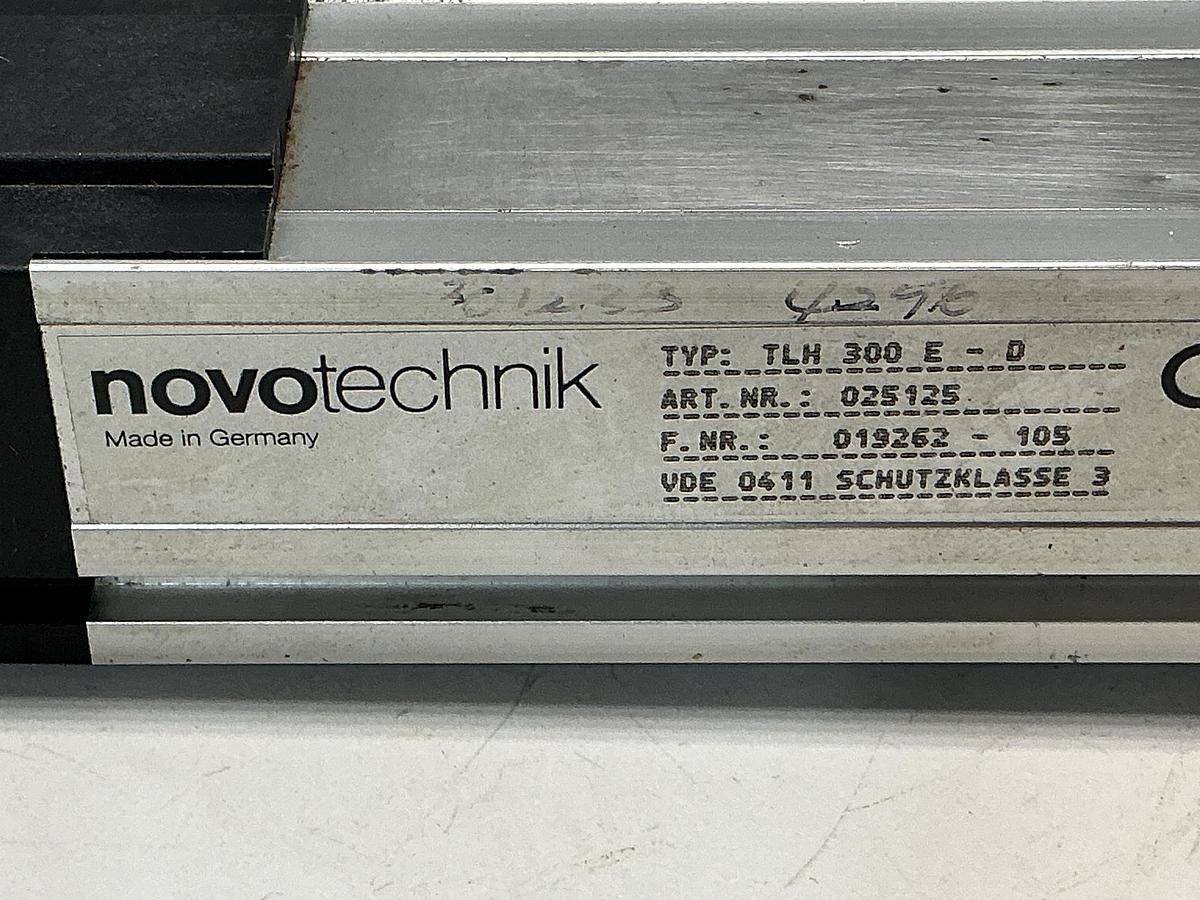 novotechnik
Made in Germany
TYP: TLH 300 E - D
ART.NR.: 025125
F.NR.: 019262 - 105
VDE 0411 SCHUTZKLASSE 3